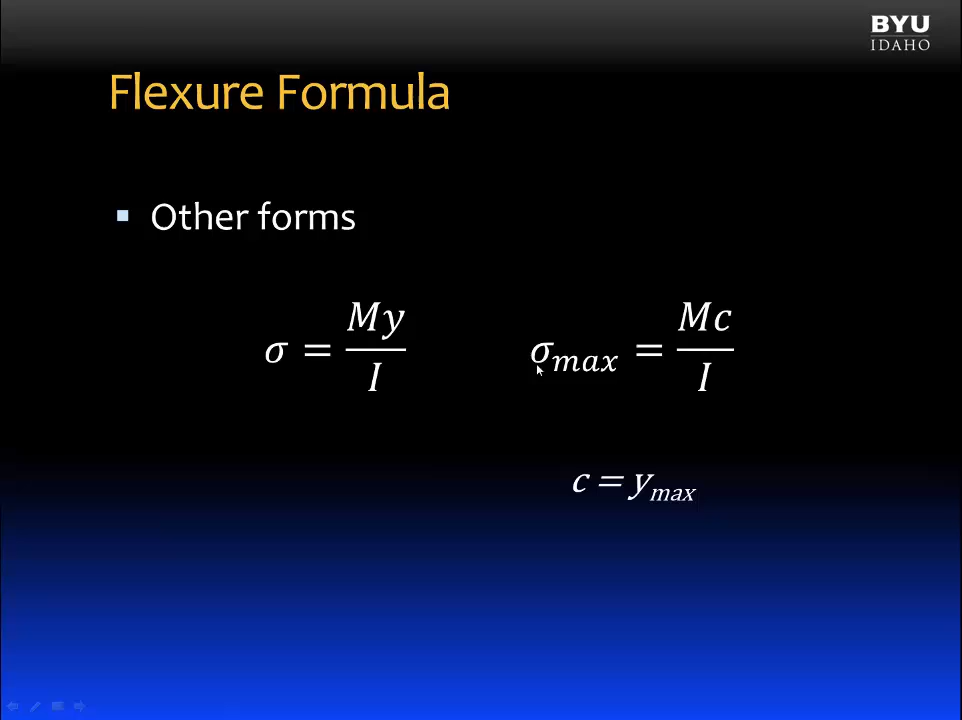 BYU
IDAHO
Flexure Formula
Other forms
σ = My/I
σmax = Mc/I
c = ymax